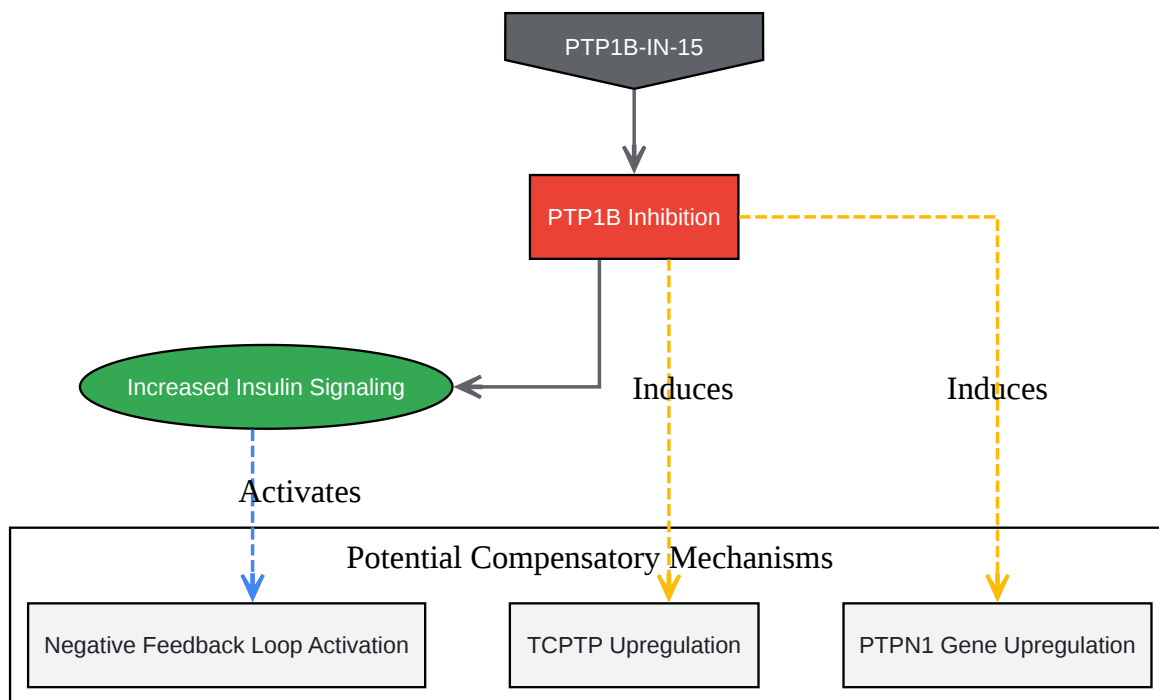 PTP1B-IN-15
PTP1B Inhibition
Increased Insulin Signaling
Induces
Induces
Activates
Potential Compensatory Mechanisms
Negative Feedback Loop Activation
TCPTP Upregulation
PTPN1 Gene Upregulation